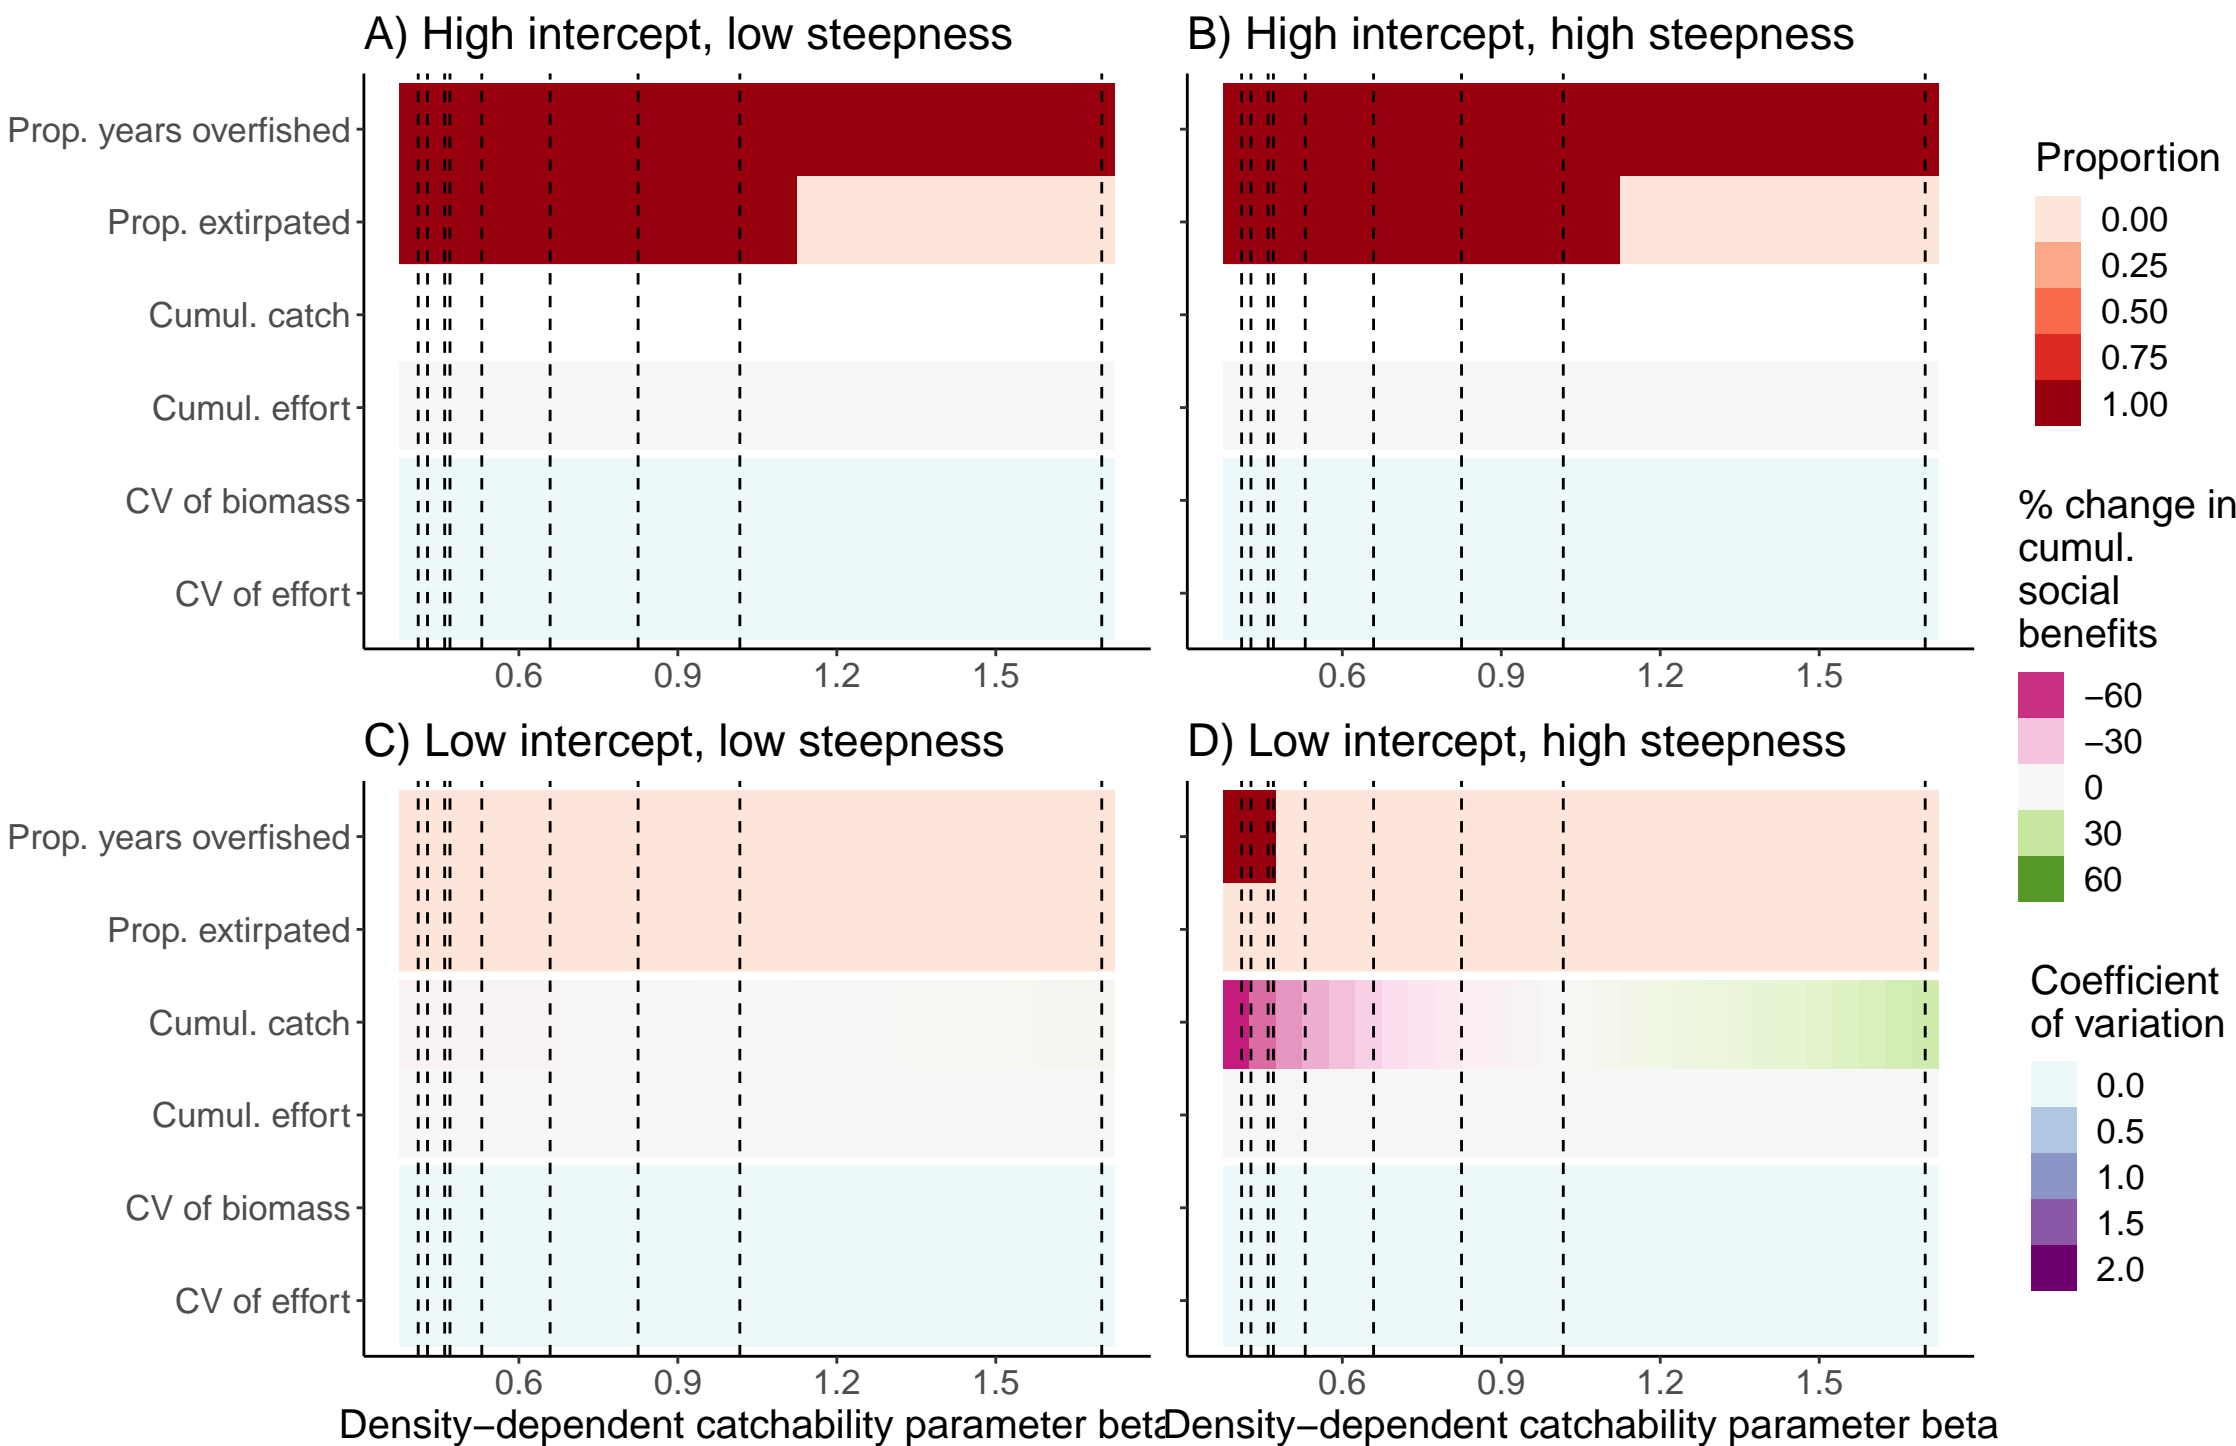 A) High intercept, low steepness
Prop. years overfished
Prop. extirpated
Cumul. catch
Cumul. effort
CV of biomass
CV of effort
0.6 0.9 1.2 1.5
B) High intercept, high steepness
0.6 0.9 1.2 1.5
C) Low intercept, low steepness
Prop. years overfished
Prop. extirpated
Cumul. catch
Cumul. effort
CV of biomass
CV of effort
0.6 0.9 1.2 1.5
Density−dependent catchability parameter beta
D) Low intercept, high steepness
0.6 0.9 1.2 1.5
Density−dependent catchability parameter beta
Proportion
0.00
0.25
0.50
0.75
1.00
% change in
cumul.
social
benefits
−60
−30
0
30
60
Coefficient
of variation
0.0
0.5
1.0
1.5
2.0